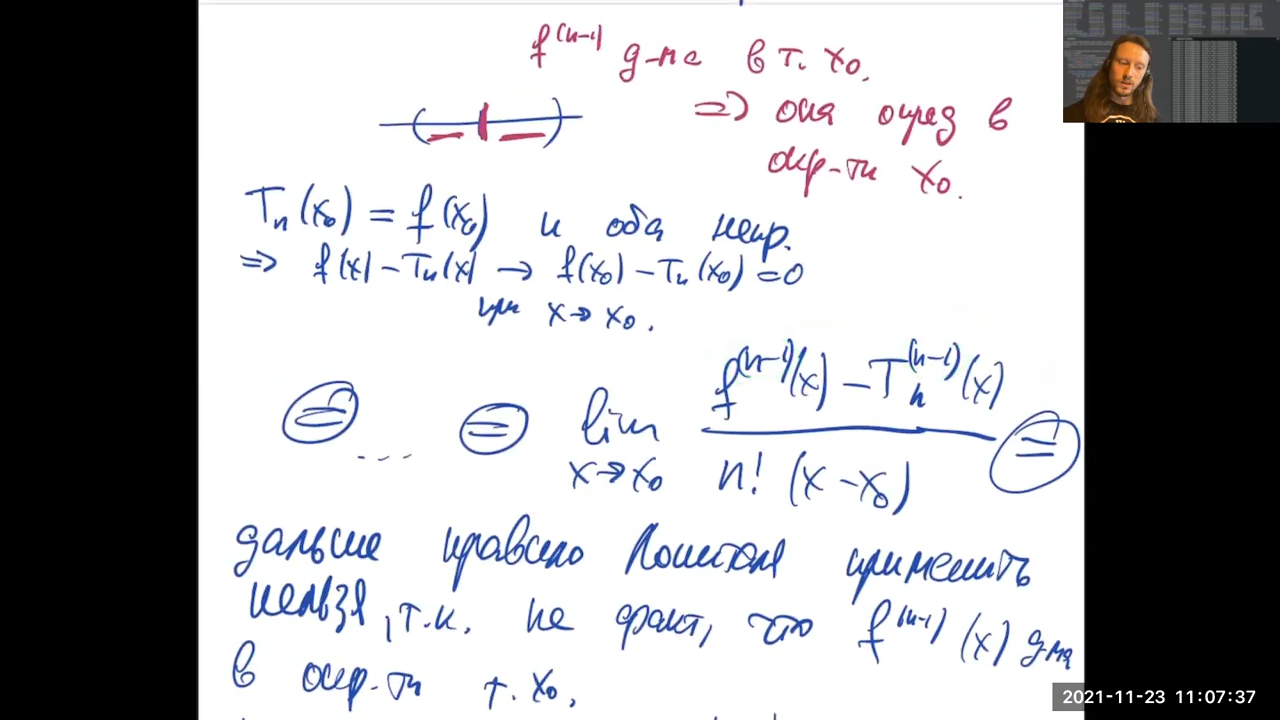 f^(n-1) д-ма в т. x₀.
=> она опред в
окр-ти x₀.
Tₙ(x₀) = f(x₀) и оба непр.
=> f(x) - Tₙ(x) → f(x₀) - Tₙ(x₀) = 0
при x → x₀.
= ... = lim x→x₀ (f^(n-1)(x) - Tₙ^(n-1)(x)) / (n! (x - x₀)) =
дальше правило Лопиталя применить
нельзя, т.к. не факт, что f^(n-1)(x) д-ма
в окр-ти т. x₀.
2021-11-23 11:07:37